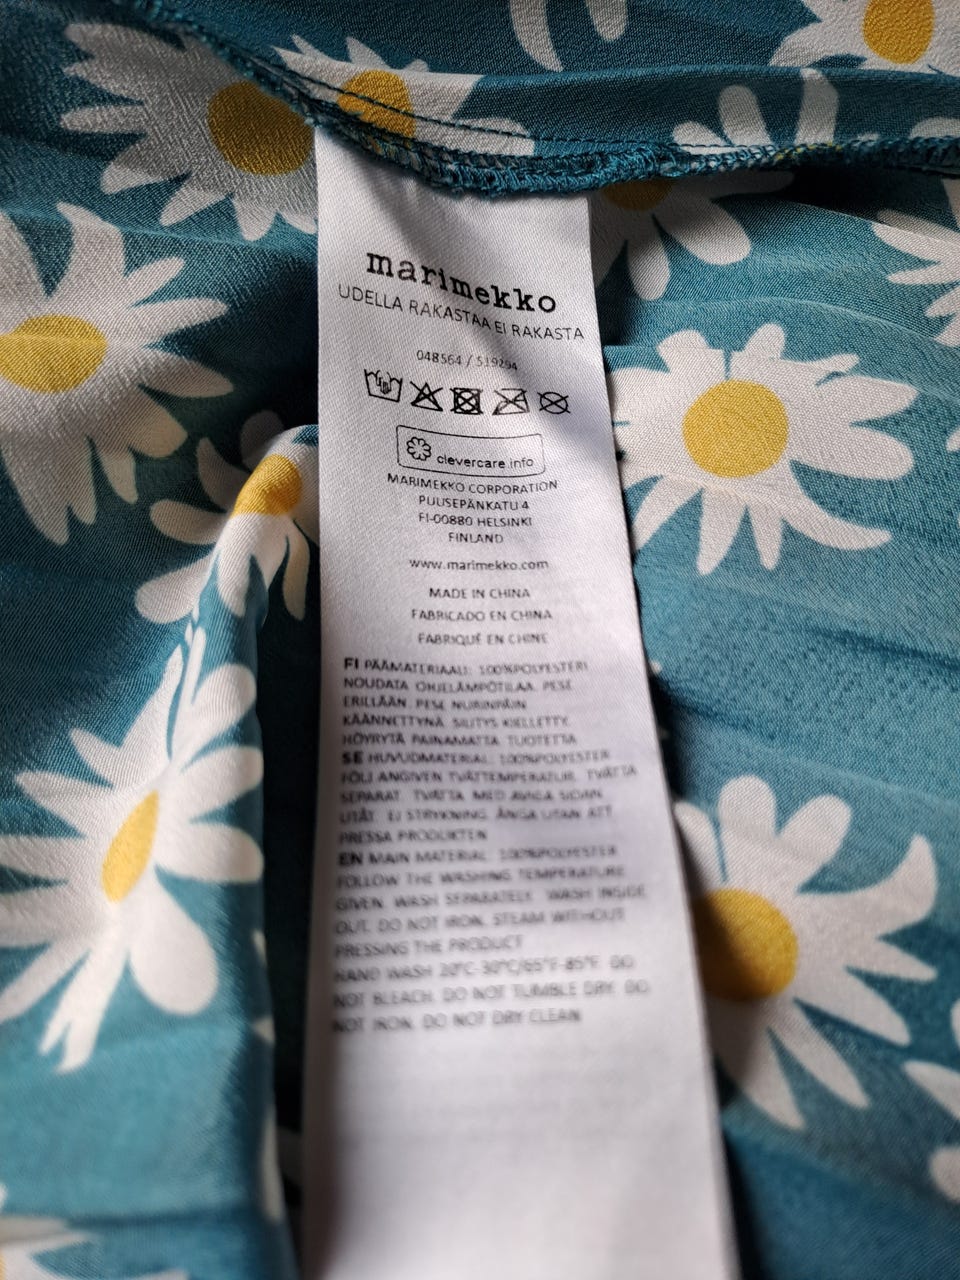 marimekko
UDELLA RAKASTAA EI RAKASTA
048564 / 519294
clevercare.info
MARIMEKKO CORPORATION
PUUSEPÄNKATU 4
FI-00880 HELSINKI
FINLAND
www.marimekko.com
MADE IN CHINA
FABRICADO EN CHINA
FABRIQUÉ EN CHINE
FI PÄÄMATERIAALI: 100%POLYESTERI
NOUDATA OHJELÄMPÖTILAA. PESE
ERILLÄÄN. PESE NURINPÄIN
KÄÄNNETTYNÄ. SILITYS KIELLETTY.
HÖYRYTÄ PAINAMATTA TUOTETTA
SE HUVUDMATERIAL: 100%POLYESTER
FÖLJ ANGIVEN TVÄTTEMPERATUR. TVÄTTA
SEPARAT. TVÄTTA MED AVIGA SIDAN
UTÅT. EJ STRYKNING. ÅNGA UTAN ATT
PRESSA PRODUKTEN
EN MAIN MATERIAL: 100%POLYESTER
FOLLOW THE WASHING TEMPERATURE
GIVEN. WASH SEPARATELY. WASH INSIDE
OUT. DO NOT IRON. STEAM WITHOUT
PRESSING THE PRODUCT
HAND WASH 20°C-30°C/65°F-85°F. DO
NOT BLEACH. DO NOT TUMBLE DRY. DO
NOT IRON. DO NOT DRY CLEAN